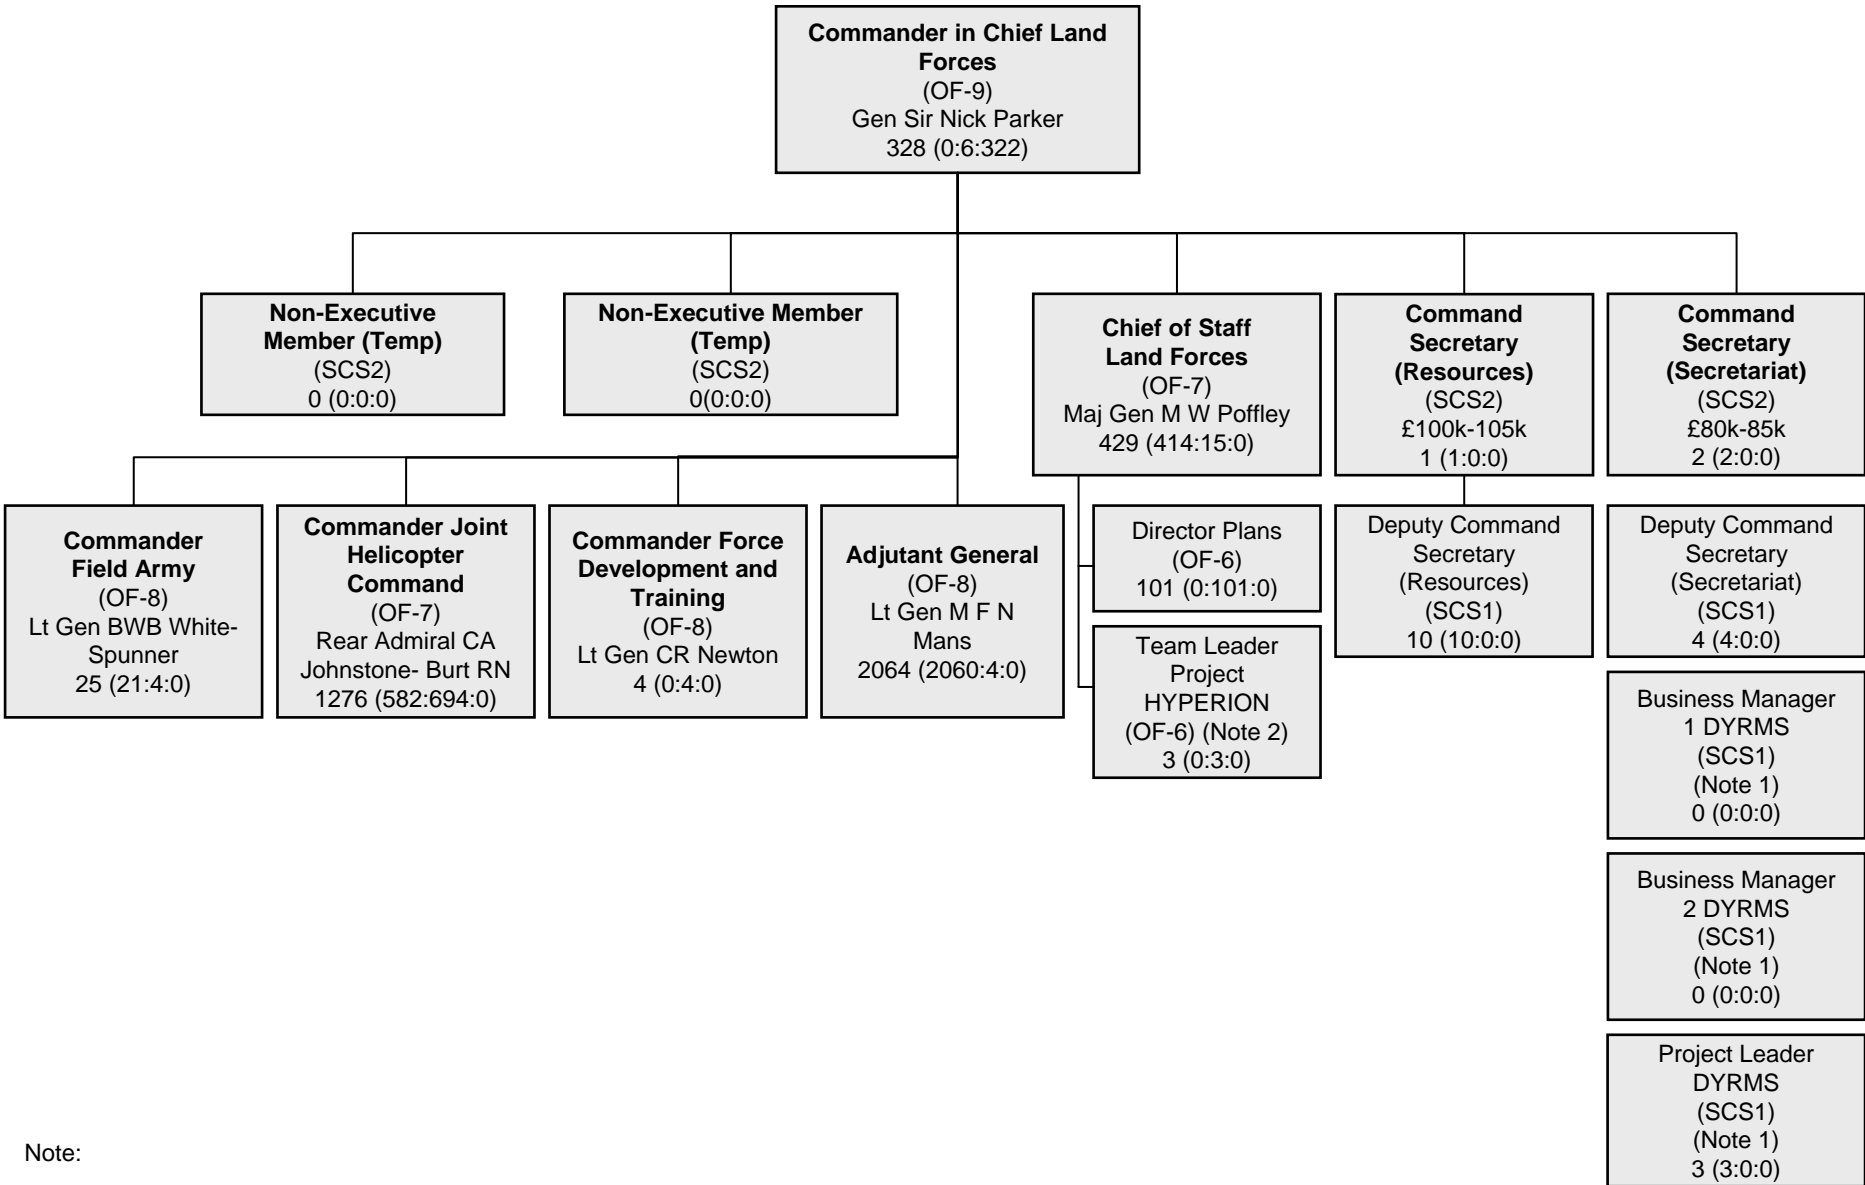 Commander in Chief Land
Forces
(OF-9)
Gen Sir Nick Parker
328 (0:6:322)
Non-Executive
Member (Temp)
(SCS2)
0 (0:0:0)
Non-Executive Member
(Temp)
(SCS2)
0(0:0:0)
Chief of Staff
Land Forces
(OF-7)
Maj Gen M W Poffley
429 (414:15:0)
Command
Secretary
(Resources)
(SCS2)
£100k-105k
1 (1:0:0)
Command
Secretary
(Secretariat)
(SCS2)
£80k-85k
2 (2:0:0)
Commander
Field Army
(OF-8)
Lt Gen BWB White-
Spunner
25 (21:4:0)
Commander Joint
Helicopter
Command
(OF-7)
Rear Admiral CA
Johnstone- Burt RN
1276 (582:694:0)
Commander Force
Development and
Training
(OF-8)
Lt Gen CR Newton
4 (0:4:0)
Adjutant General
(OF-8)
Lt Gen M F N
Mans
2064 (2060:4:0)
Director Plans
(OF-6)
101 (0:101:0)
Team Leader
Project
HYPERION
(OF-6) (Note 2)
3 (0:3:0)
Deputy Command
Secretary
(Resources)
(SCS1)
10 (10:0:0)
Deputy Command
Secretary
(Secretariat)
(SCS1)
4 (4:0:0)
Business Manager
1 DYRMS
(SCS1)
(Note 1)
0 (0:0:0)
Business Manager
2 DYRMS
(SCS1)
(Note 1)
0 (0:0:0)
Project Leader
DYRMS
(SCS1)
(Note 1)
3 (3:0:0)
Note: